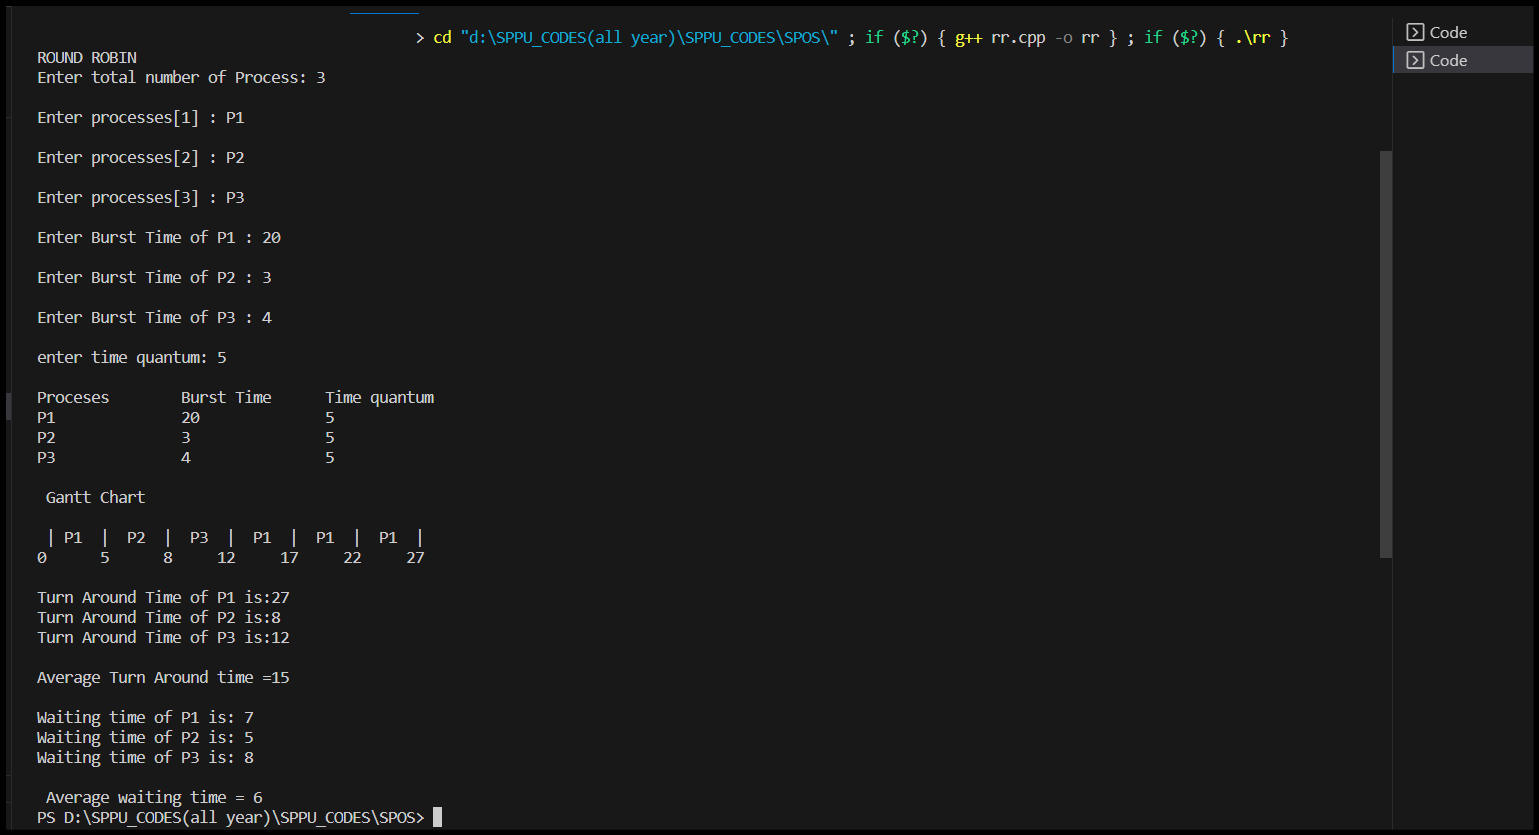 > cd "d:\SPPU_CODES(all year)\SPPU_CODES\SPOS\" ; if ($?) { g++ rr.cpp -o rr } ; if ($?) { .\rr }
ROUND ROBIN
Enter total number of Process: 3
Enter processes[1] : P1
Enter processes[2] : P2
Enter processes[3] : P3
Enter Burst Time of P1 : 20
Enter Burst Time of P2 : 3
Enter Burst Time of P3 : 4
enter time quantum: 5
Proceses Burst Time Time quantum
P1 20 5
P2 3 5
P3 4 5
Gantt Chart
| P1 | P2 | P3 | P1 | P1 | P1 |
0 5 8 12 17 22 27
Turn Around Time of P1 is:27
Turn Around Time of P2 is:8
Turn Around Time of P3 is:12
Average Turn Around time =15
Waiting time of P1 is: 7
Waiting time of P2 is: 5
Waiting time of P3 is: 8
Average waiting time = 6
PS D:\SPPU_CODES(all year)\SPPU_CODES\SPOS>
Code
Code